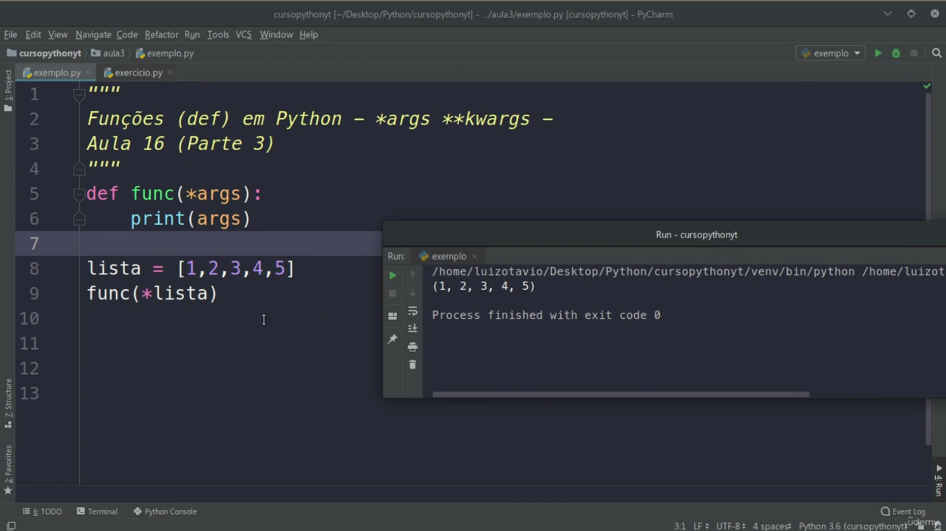 cursopythonyt [~/Desktop/Python/cursopythonyt] - .../aula3/exemplo.py [cursopythonyt] - PyCharm
File Edit View Navigate Code Refactor Run Tools VCS Window Help
cursopythonyt aula3 exemplo.py exemplo
exemplo.py exercicio.py
1: Project
1 """
2 Funções (def) em Python - *args **kwargs -
3 Aula 16 (Parte 3)
4 """
5 def func(*args):
6 print(args)
7
8 lista = [1,2,3,4,5]
9 func(*lista)
10
11
12
13
Run - cursopythonyt
Run: exemplo
/home/luizotavio/Desktop/Python/cursopythonyt/venv/bin/python /home/luizot
(1, 2, 3, 4, 5)
Process finished with exit code 0
7: Structure
2: Favorites
4: Run
6: TODO Terminal Python Console Event Log
3:1 LF UTF-8 4 spaces Python 3.6 (cursopythonyt)
udemy